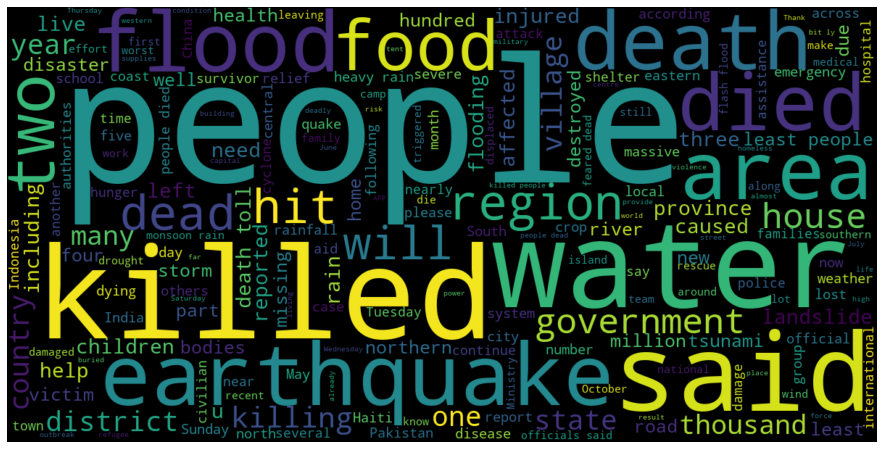 Thursday western condition leaving supplies
live effort first worst
year China
disaster school coast
flood
health according
hundred
food
injured attack
death
across make
due
Thank bit ly medical
hospital
well survivor relief heavy rain severe
tent military
shelter eastern
flash flood assistance
emergency
people
two
authorities
time five work
people died
need
quake camp family
cyclone central
following
triggered month
deadly risk June
building capital
flooding displaced
affected village
destroyed feared dead
still centre
died
three least people
massive homeless violence
area
hunger left
including another
dead
monsoon rain
hit
rainfall home
nearly die please
killed people
region
local provide
along almost
province
house
many
Indonesia
four drought day far
storm
dying others Saturday
India part
death toll
reported
missing
will
rain aid case
South crop river
island say
world
people dead street
caused
families southern
new rescue
July now weather
around police
team lot lost high life
killed
water
Tuesday power
system city
government
landslide
country
damaged buried
help victim
children bodies
near recent
northern
Wednesday already
continue number
million tsunami official
national group
damage place
wind international
earthquake
said
town district
outbreak refugee
u civilian
Sunday May
killing
north several
Haiti Pakistan
one
know disease
report Ministry
October
officials said
state
road thousand
result force
least